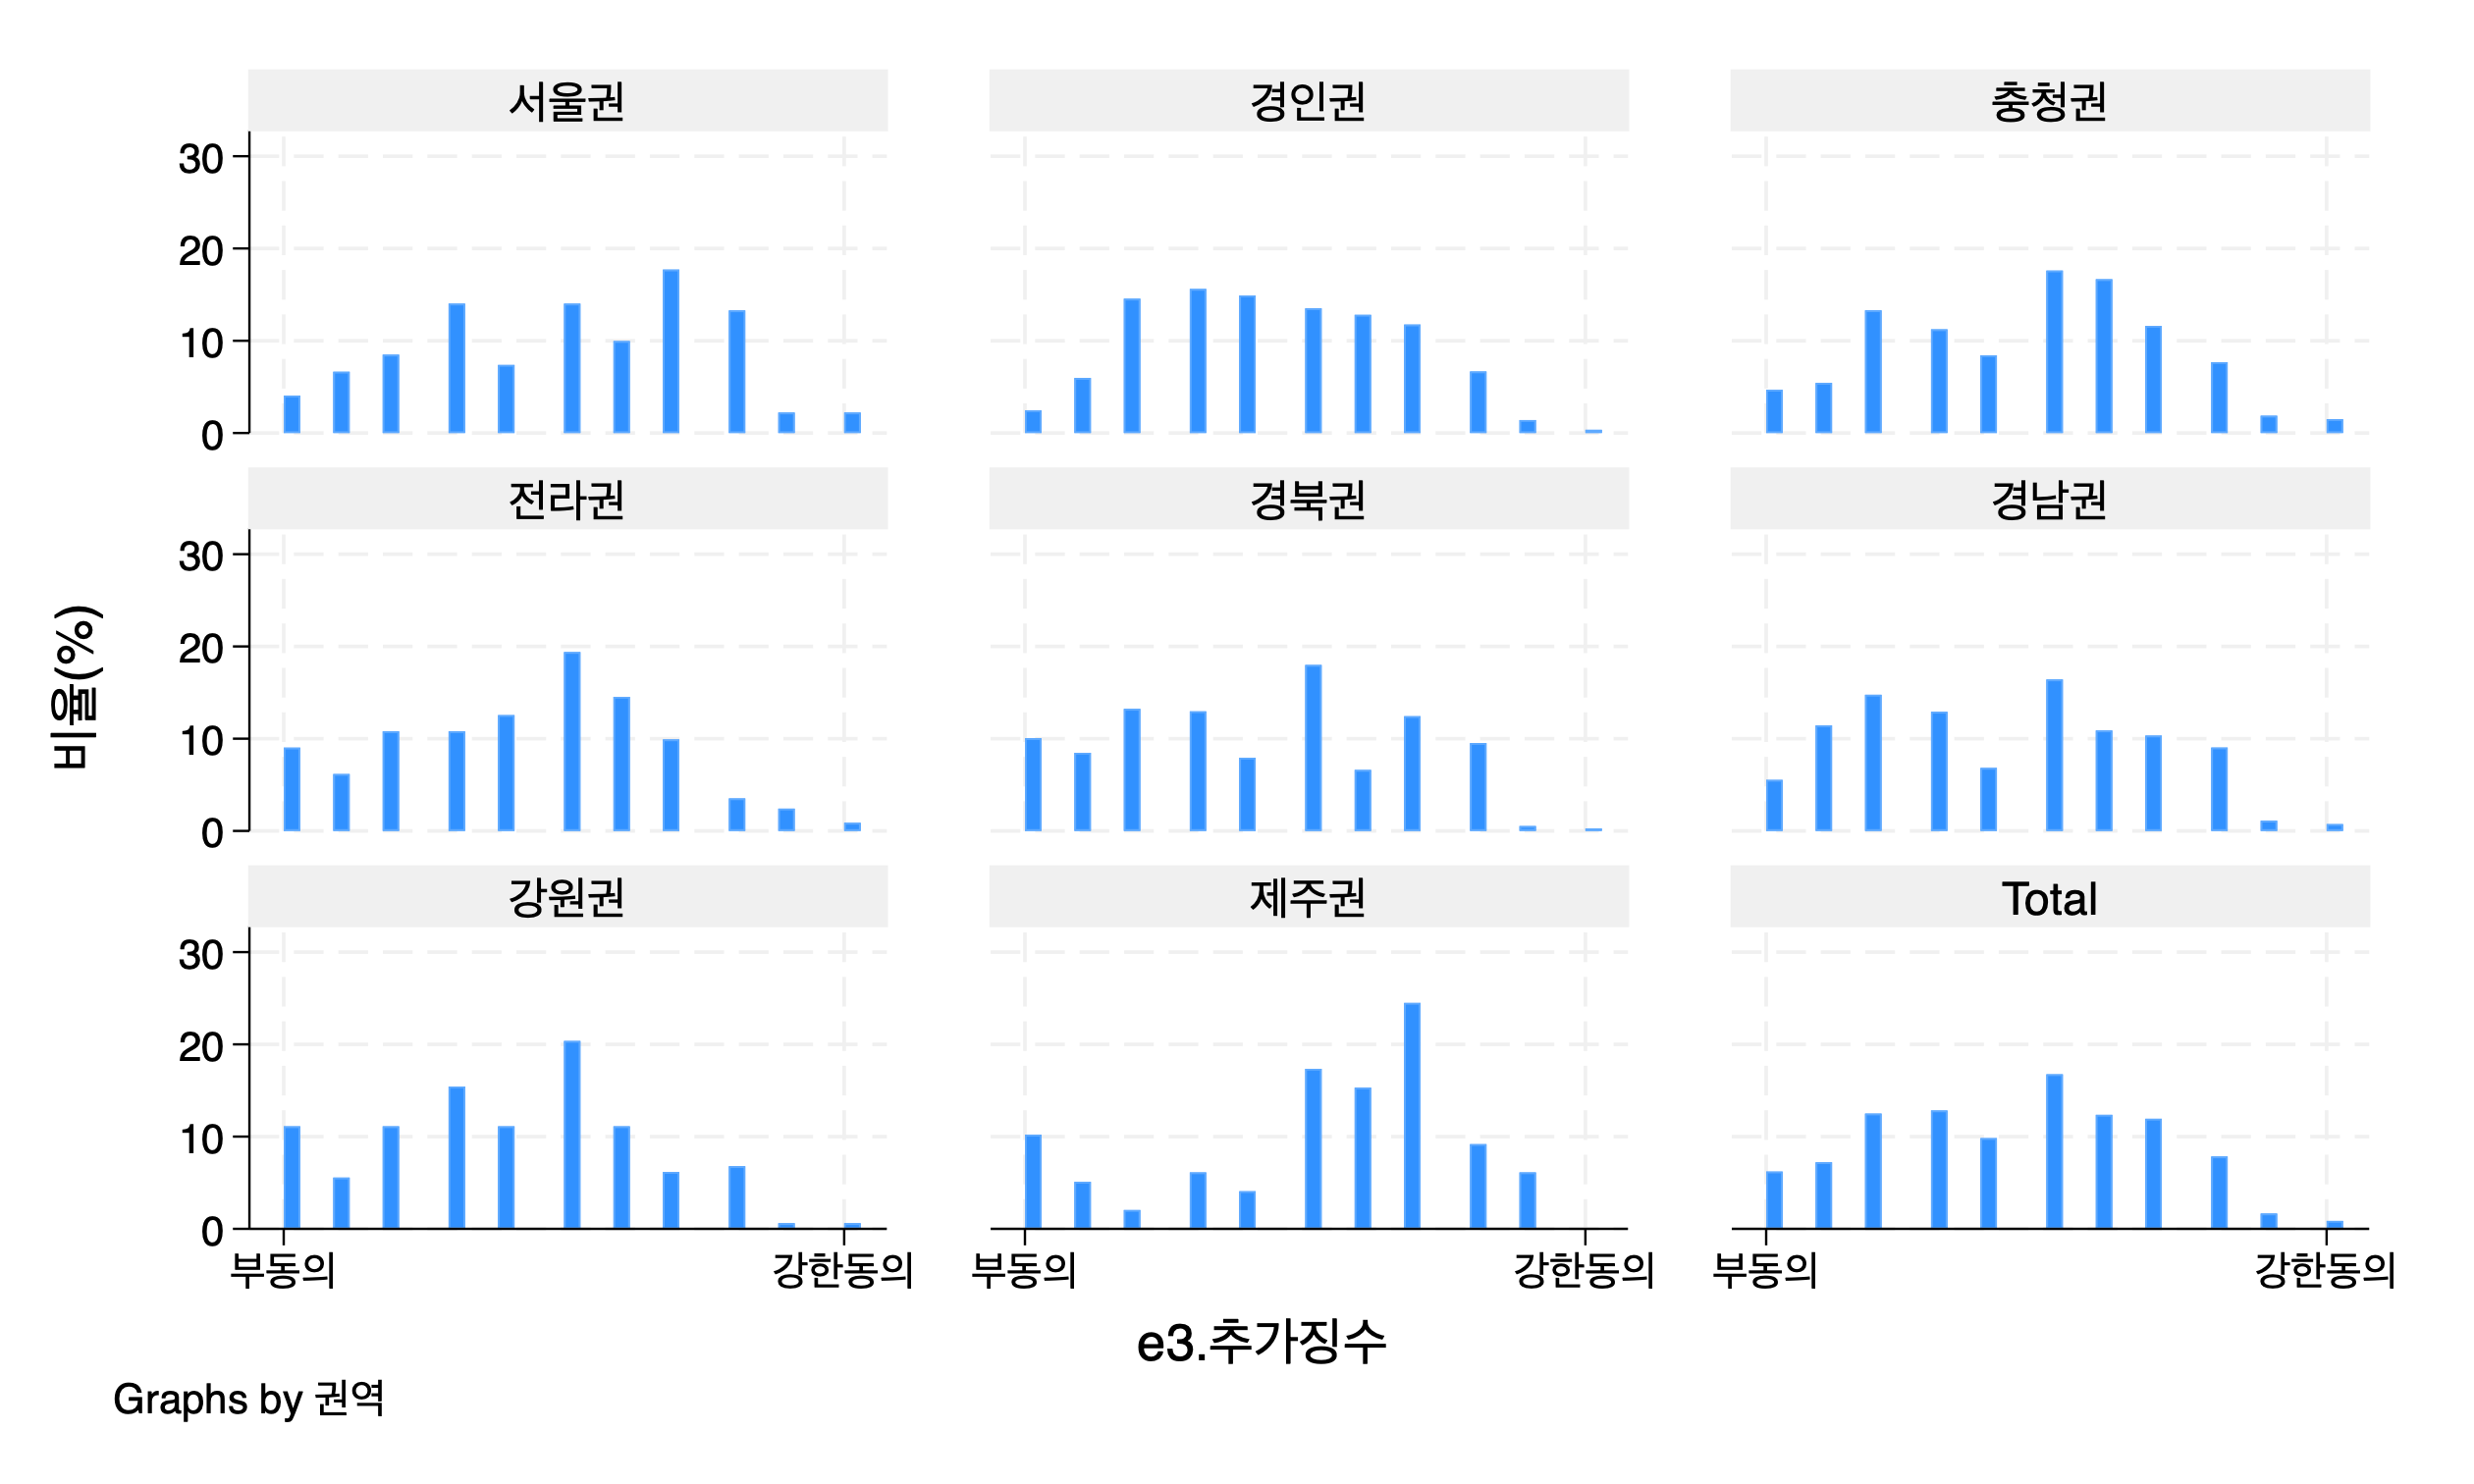 서울권
경인권
충청권
30
20
10
0
전라권
경북권
경남권
30
20
10
0
비율(%)
강원권
제주권
Total
30
20
10
0
부동의 강한동의
부동의 강한동의
부동의 강한동의
e3.추가징수
Graphs by 권역